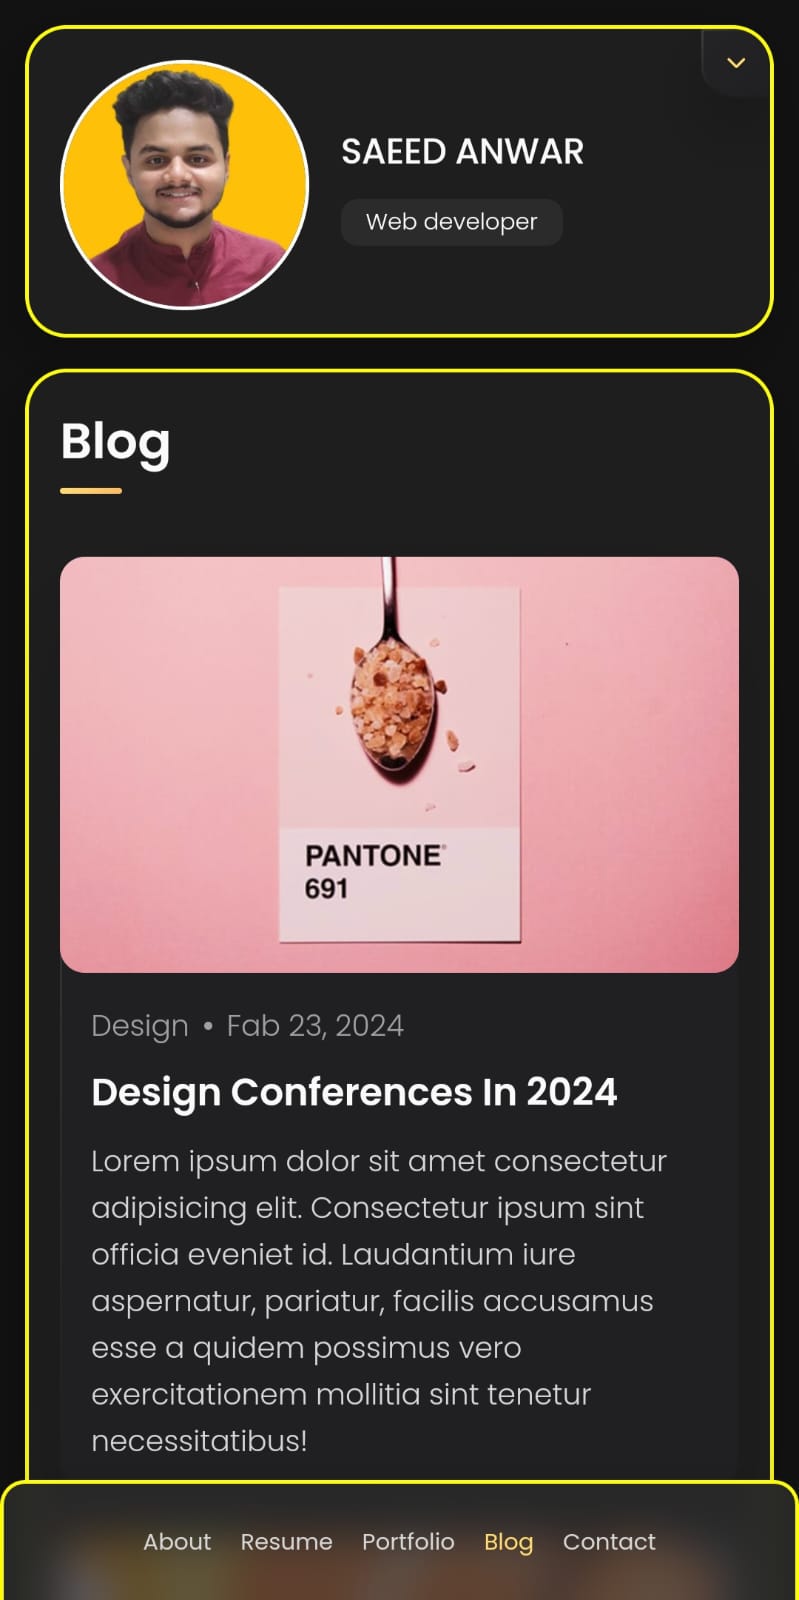 SAEED ANWAR
Web developer
Blog
PANTONE®
691
Design • Fab 23, 2024
Design Conferences In 2024
Lorem ipsum dolor sit amet consectetur
adipisicing elit. Consectetur ipsum sint
officia eveniet id. Laudantium iure
aspernatur, pariatur, facilis accusamus
esse a quidem possimus vero
exercitationem mollitia sint tenetur
necessitatibus!
About Resume Portfolio Blog Contact